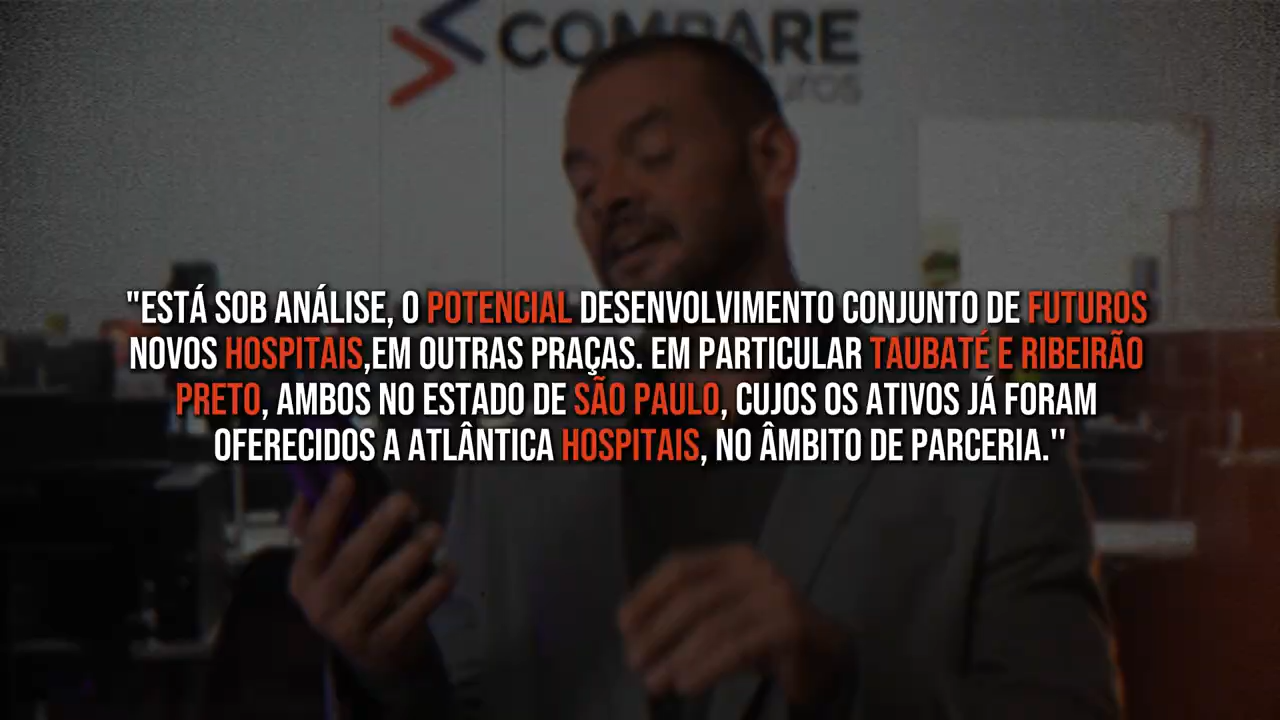 COMPARE
uros
"ESTÁ SOB ANÁLISE, O POTENCIAL DESENVOLVIMENTO CONJUNTO DE FUTUROS
NOVOS HOSPITAIS,EM OUTRAS PRAÇAS. EM PARTICULAR TAUBATÉ E RIBEIRÃO
PRETO, AMBOS NO ESTADO DE SÃO PAULO, CUJOS OS ATIVOS JÁ FORAM
OFERECIDOS A ATLÂNTICA HOSPITAIS, NO ÂMBITO DE PARCERIA."